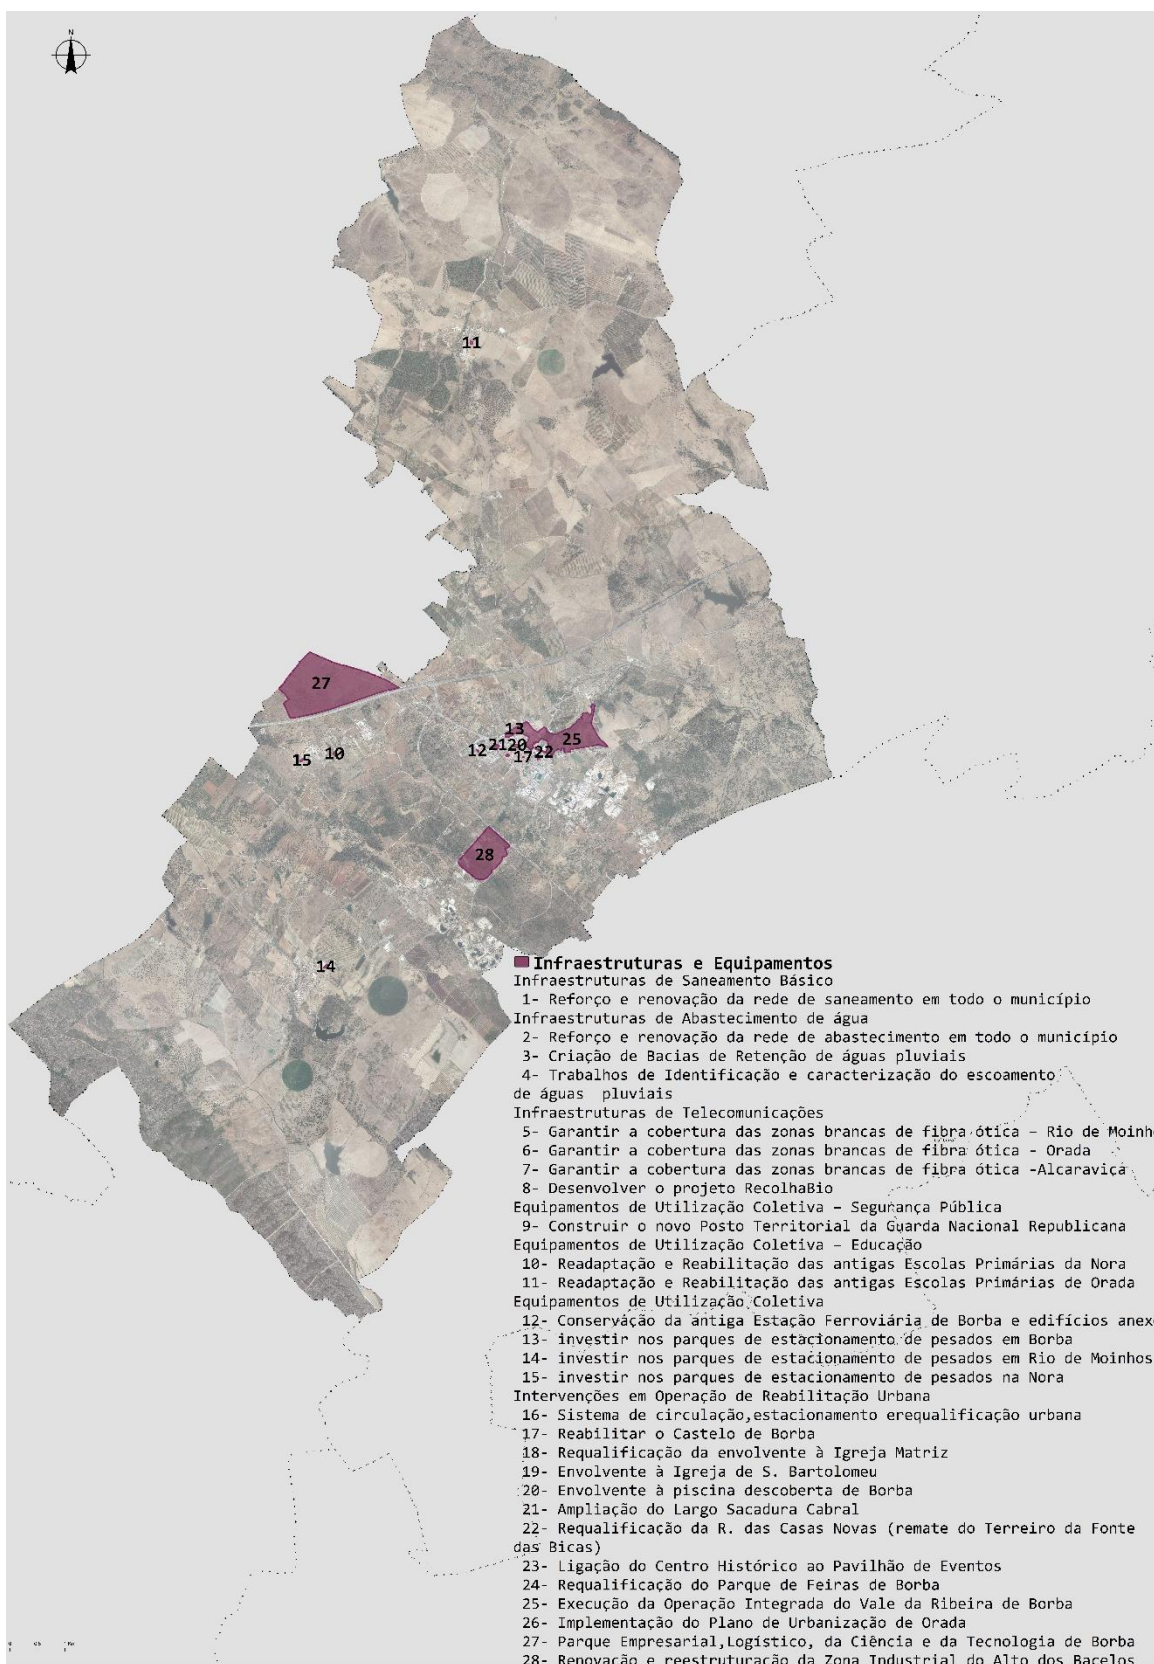 N
11
27
13
21 20
12
22
25
17
15
10
28
14
Infraestruturas e Equipamentos
Infraestruturas de Saneamento Básico
1- Reforço e renovação da rede de saneamento em todo o município
Infraestruturas de Abastecimento de água
2- Reforço e renovação da rede de abastecimento em todo o município
3- Criação de Bacias de Retenção de águas pluviais
4- Trabalhos de Identificação e caracterização do escoamento
de águas pluviais
Infraestruturas de Telecomunicações
5- Garantir a cobertura das zonas brancas de fibra ótica – Rio de Moinh
6- Garantir a cobertura das zonas brancas de fibra ótica - Orada
7- Garantir a cobertura das zonas brancas de fibra ótica -Alcaraviça
8- Desenvolver o projeto RecolhaBio
Equipamentos de Utilização Coletiva – Segurança Pública
9- Construir o novo Posto Territorial da Guarda Nacional Republicana
Equipamentos de Utilização Coletiva – Educação
10- Readaptação e Reabilitação das antigas Escolas Primárias da Nora
11- Readaptação e Reabilitação das antigas Escolas Primárias de Orada
Equipamentos de Utilização Coletiva
12- Conservação da antiga Estação Ferroviária de Borba e edifícios anex
13- investir nos parques de estacionamento de pesados em Borba
14- investir nos parques de estacionamento de pesados em Rio de Moinhos
15- investir nos parques de estacionamento de pesados na Nora
Intervenções em Operação de Reabilitação Urbana
16- Sistema de circulação,estacionamento erequalificação urbana
17- Reabilitar o Castelo de Borba
18- Requalificação da envolvente à Igreja Matriz
19- Envolvente à Igreja de S. Bartolomeu
20- Envolvente à piscina descoberta de Borba
21- Ampliação do Largo Sacadura Cabral
22- Requalificação da R. das Casas Novas (remate do Terreiro da Fonte
das Bicas)
23- Ligação do Centro Histórico ao Pavilhão de Eventos
24- Requalificação do Parque de Feiras de Borba
25- Execução da Operação Integrada do Vale da Ribeira de Borba
26- Implementação do Plano de Urbanização de Orada
27- Parque Empresarial,Logístico, da Ciência e da Tecnologia de Borba
28- Renovação e reestruturação da Zona Industrial do Alto dos Bacelos